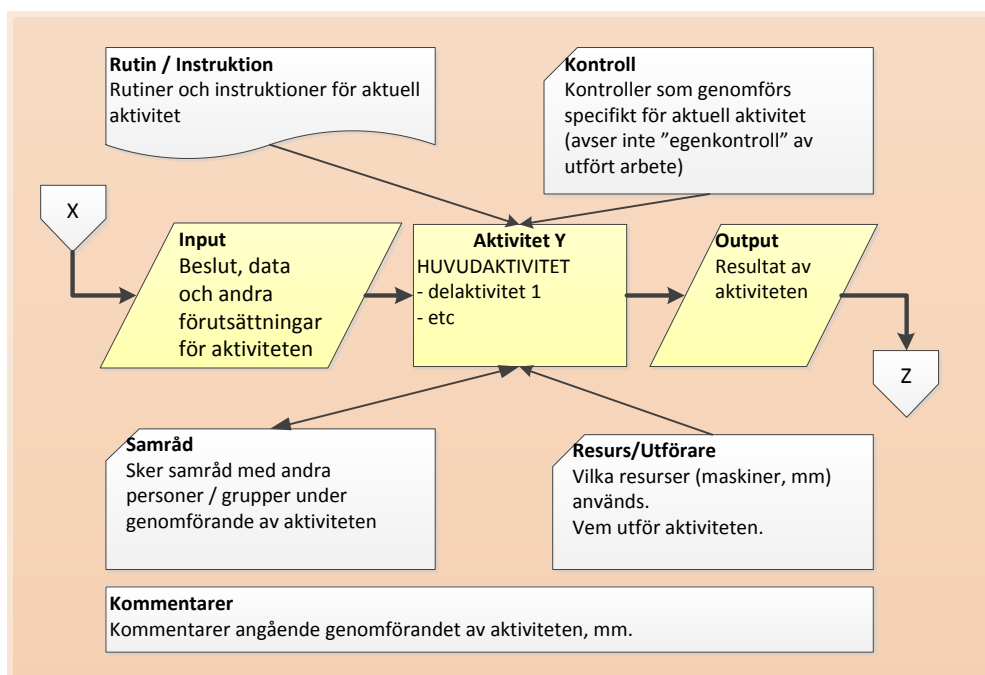 Rutin / Instruktion
Rutiner och instruktioner för aktuell
aktivitet
Kontroll
Kontroller som genomförs
specifikt för aktuell aktivitet
(avser inte ”egenkontroll” av
utfört arbete)
X
Input
Beslut, data
och andra
förutsättningar
för aktiviteten
Aktivitet Y
HUVUDAKTIVITET
- delaktivitet 1
- etc
Output
Resultat av
aktiviteten
Z
Samråd
Sker samråd med andra
personer / grupper under
genomförande av aktiviteten
Resurs/Utförare
Vilka resurser (maskiner, mm)
används.
Vem utför aktiviteten.
Kommentarer
Kommentarer angående genomförandet av aktiviteten, mm.